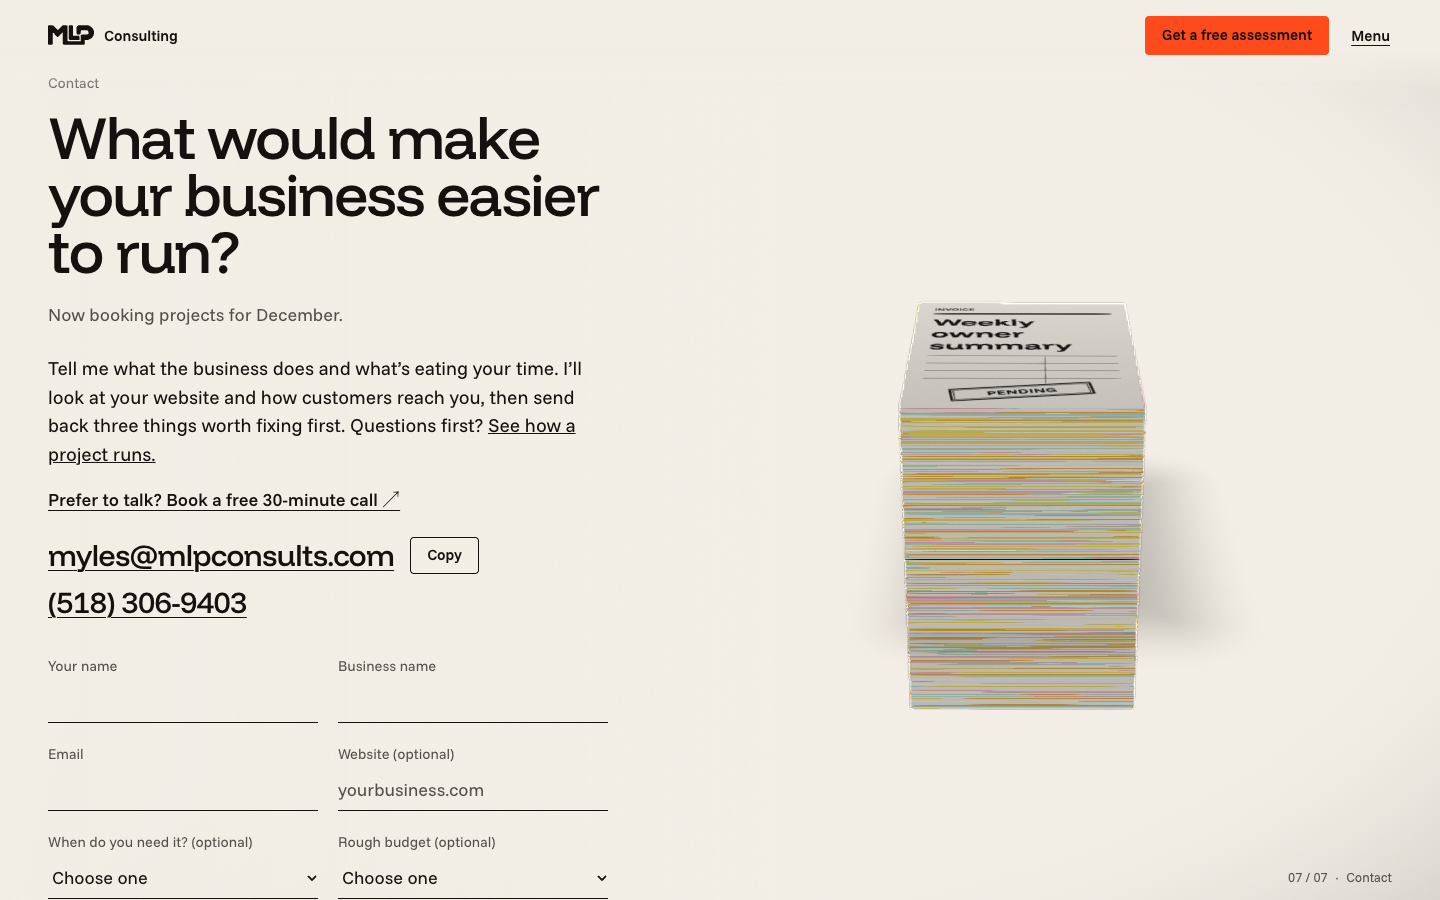 MLP Consulting
Get a free assessment
Menu
Contact
What would make
your business easier
to run?
Now booking projects for December.
Tell me what the business does and what’s eating your time. I’ll
look at your website and how customers reach you, then send
back three things worth fixing first. Questions first? See how a
project runs.
Prefer to talk? Book a free 30-minute call ↗
myles@mlpconsults.com
Copy
(518) 306-9403
Your name
Business name
Email
Website (optional)
yourbusiness.com
When do you need it? (optional)
Rough budget (optional)
Choose one
Choose one
INVOICE
Weekly
owner
summary
PENDING
07 / 07 · Contact